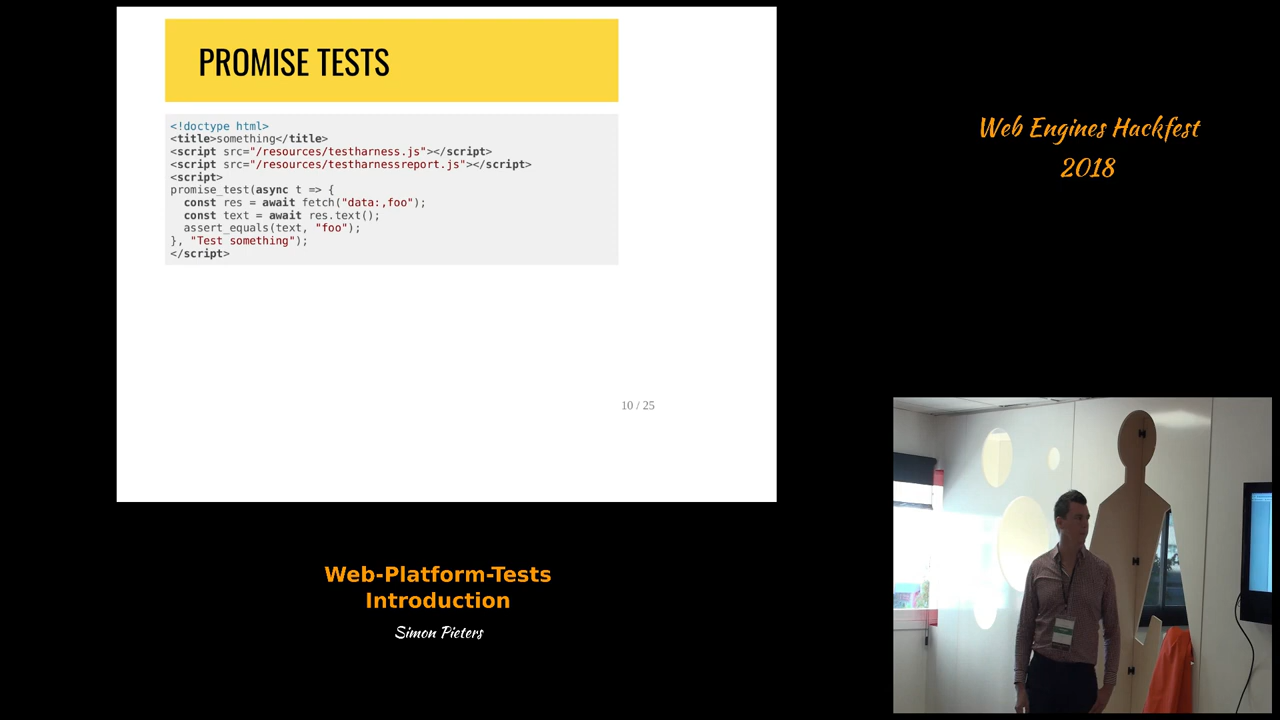 PROMISE TESTS
<!doctype html>
<title>something</title>
<script src="/resources/testharness.js"></script>
<script src="/resources/testharnessreport.js"></script>
<script>
promise_test(async t => {
  const res = await fetch("data:,foo");
  const text = await res.text();
  assert_equals(text, "foo");
}, "Test something");
</script>
10 / 25
Web Engines Hackfest
2018
Web-Platform-Tests
Introduction
Simon Pieters